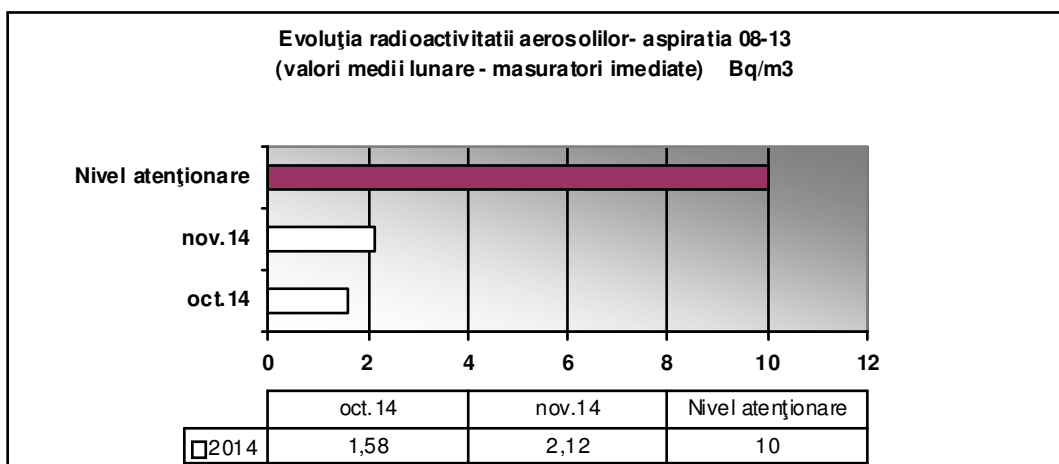 Evoluţia radioactivitatii aerosolilor- aspiratia 08-13
(valori medii lunare - masuratori imediate) Bq/m3
Nivel atenţionare
nov.14
oct.14
0 2 4 6 8 10 12
oct.14 nov.14 Nivel atenţionare
2014 1,58 2,12 10